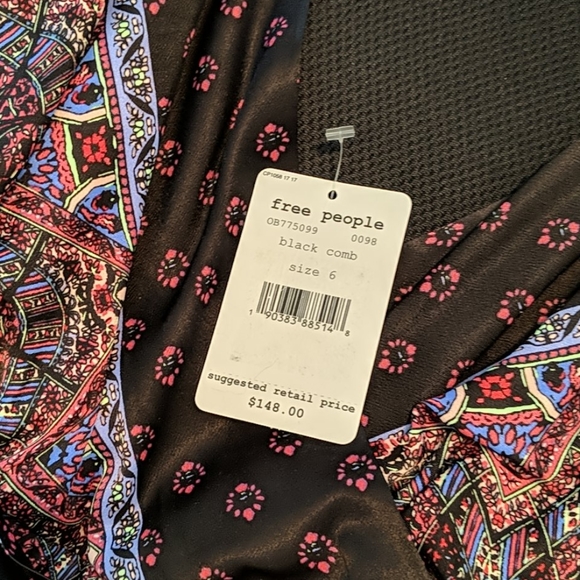 CP1058 17 17
free people
OB775099 0098
black comb
size 6
1 90383 88514 8
suggested retail price
$148.00